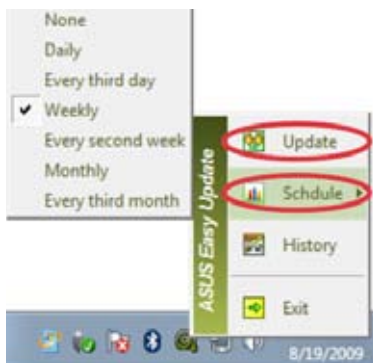 None
Daily
Every third day
Weekly
Every second week
Monthly
Every third month
ASUS Easy Update
Update
Schdule
History
Exit
8/19/2009